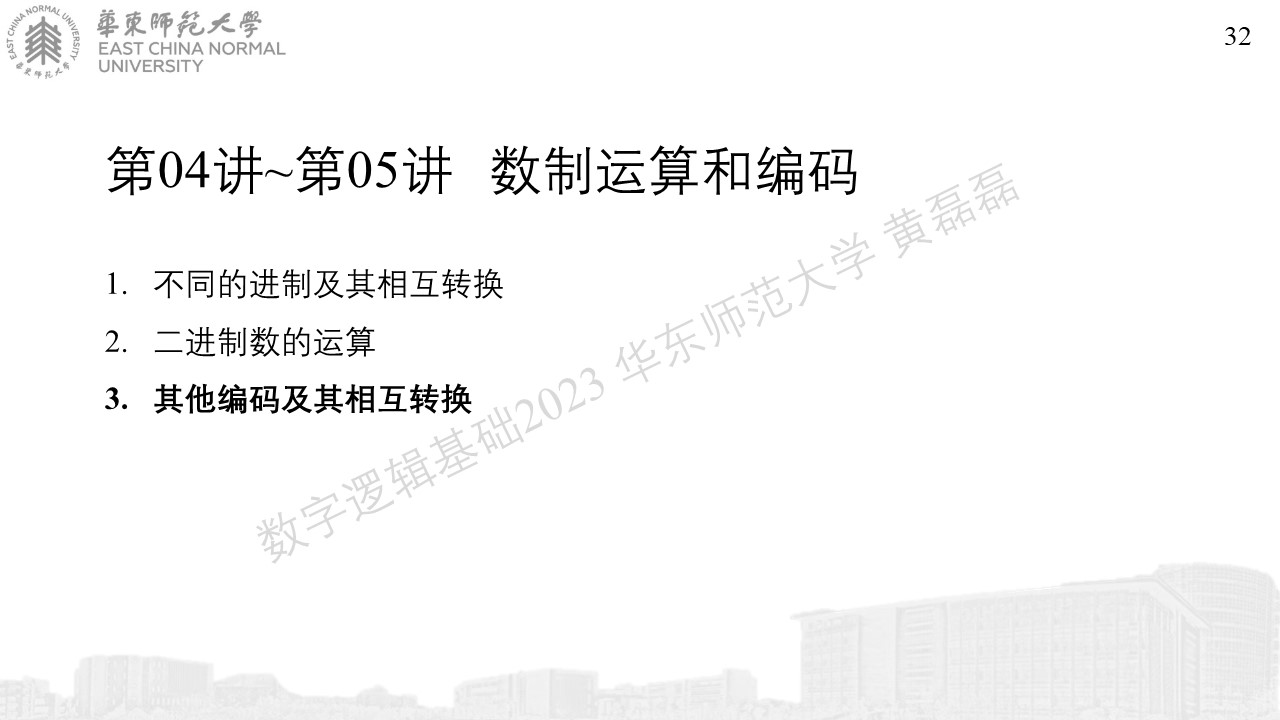 華東師范大學
EAST CHINA NORMAL
UNIVERSITY
EAST CHINA NORMAL UNIVERSITY
華東师范大学
32
第04讲~第05讲 数制运算和编码
1. 不同的进制及其相互转换
2. 二进制数的运算
3. 其他编码及其相互转换
数字逻辑基础2023 华东师范大学 黄磊磊